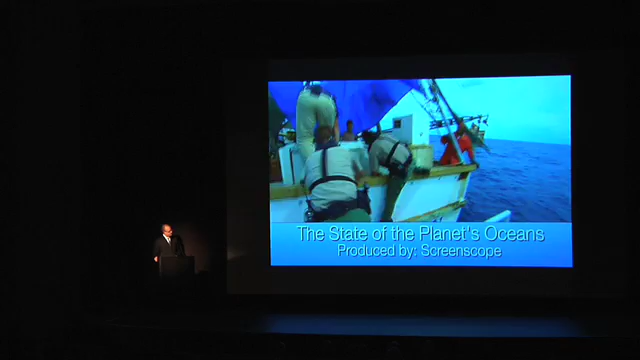 The State of the Planet's Oceans
Produced by: Screenscope